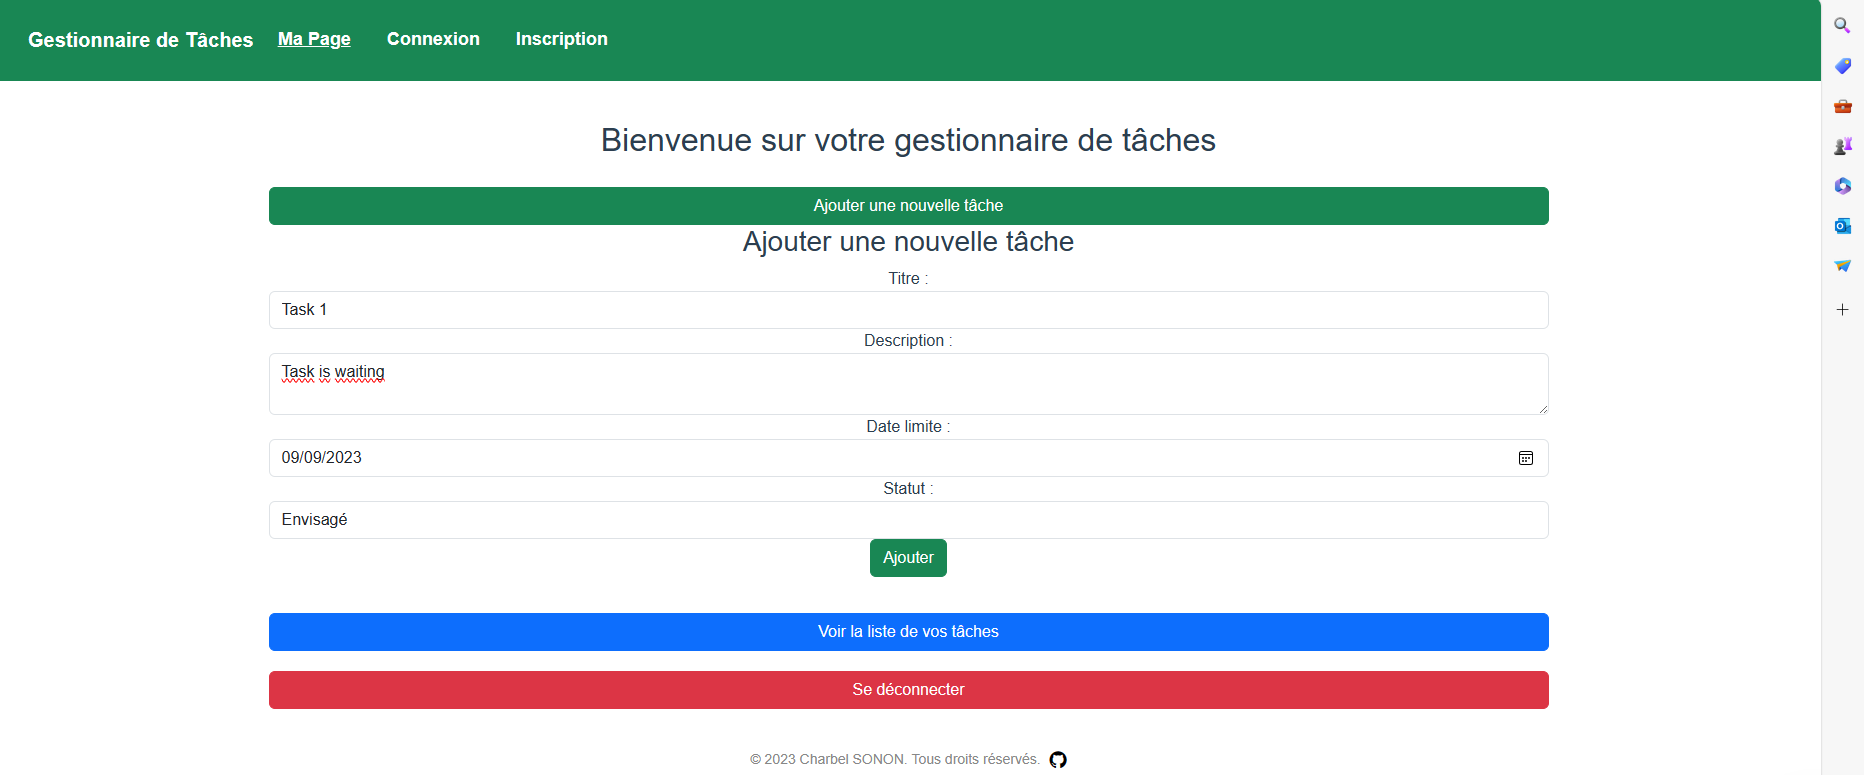 Gestionnaire de Tâches Ma Page Connexion Inscription
Bienvenue sur votre gestionnaire de tâches
Ajouter une nouvelle tâche
Ajouter une nouvelle tâche
Titre :
Task 1
Description :
Task is waiting
Date limite :
09/09/2023
Statut :
Envisagé
Ajouter
Voir la liste de vos tâches
Se déconnecter
© 2023 Charbel SONON. Tous droits réservés.